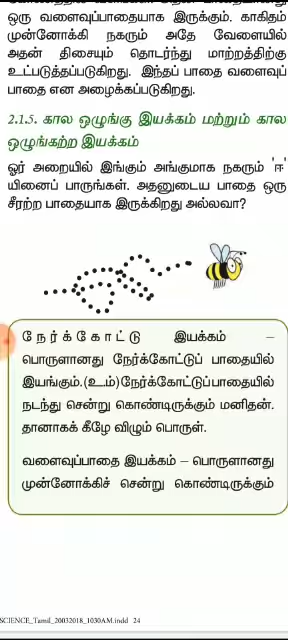 ஒரு வளைவுப்பாதையாக இருக்கும். காகிதம்
முன்னோக்கி நகரும் அதே வேளையில்
அதன் திசையும் தொடர்ந்து மாற்றத்திற்கு
உட்படுத்தப்படுகிறது. இந்தப் பாதை வளைவுப்
பாதை என அழைக்கப்படுகிறது.
2.1.5. கால ஒழுங்கு இயக்கம் மற்றும் கால
ஒழுங்கற்ற இயக்கம்
ஓர் அறையில் இங்கும் அங்குமாக நகரும் 'ஈ'
யினைப் பாருங்கள். அதனுடைய பாதை ஒரு
சீரற்ற பாதையாக இருக்கிறது அல்லவா?
நேர்க்கோட்டு இயக்கம் –
பொருளானது நேர்க்கோட்டுப் பாதையில்
இயங்கும்.(உ.ம்)நேர்க்கோட்டுப்பாதையில்
நடந்து சென்று கொண்டிருக்கும் மனிதன்.
தானாகக் கீழே விழும் பொருள்.
வளைவுப்பாதை இயக்கம் – பொருளானது
முன்னோக்கிச் சென்று கொண்டிருக்கும்
SCIENCE_Tamil_20032018_1030AM.indd 24